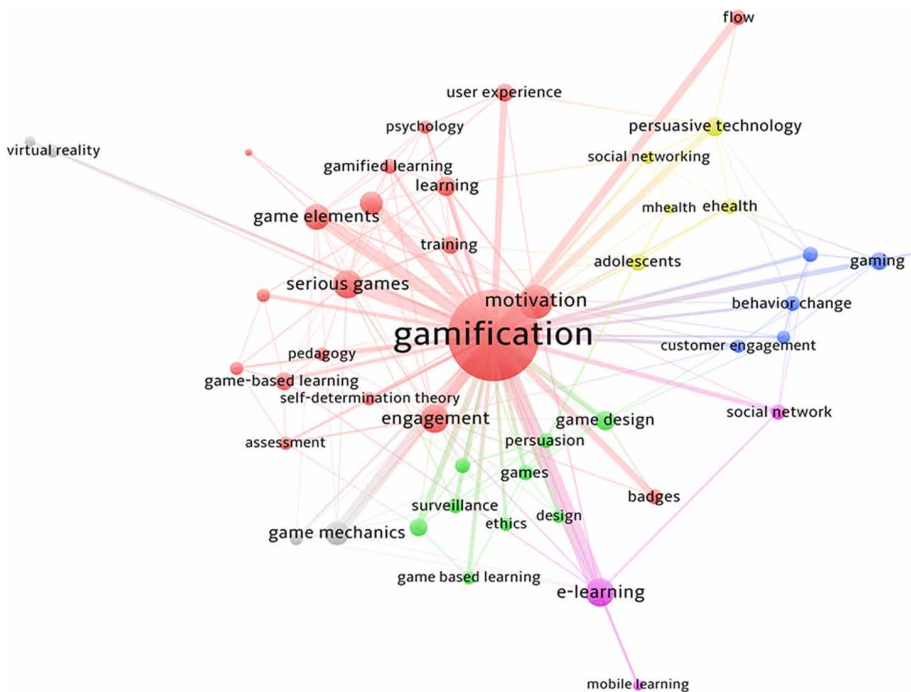 flow
user experience
persuasive technology
psychology
virtual reality
social networking
gamified learning
learning
mhealth
ehealth
game elements
training
adolescents
gaming
serious games
motivation
behavior change
gamification
customer engagement
pedagogy
game-based learning
self-determination theory
social network
engagement
game design
persuasion
assessment
games
badges
surveillance
design
ethics
game mechanics
game based learning
e-learning
mobile learning